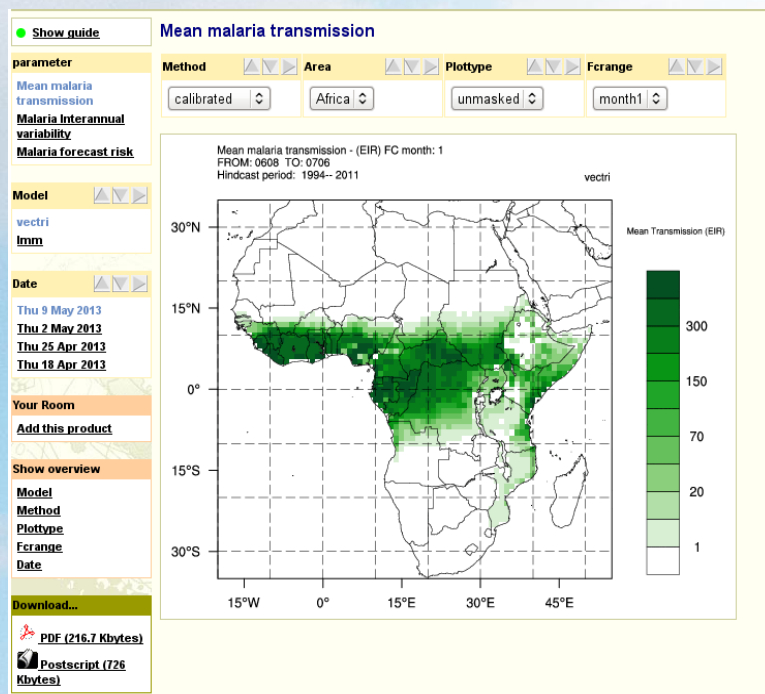 Show guide
parameter
Mean malaria
transmission
Malaria Interannual
variability
Malaria forecast risk
Model
vectri
lmm
Date
Thu 9 May 2013
Thu 2 May 2013
Thu 25 Apr 2013
Thu 18 Apr 2013
Your Room
Add this product
Show overview
Model
Method
Plottype
Fcrange
Date
Download...
PDF (216.7 Kbytes)
Postscript (726
Kbytes)
Mean malaria transmission
Method Area Plottype Fcrange
calibrated Africa unmasked month1
Mean malaria transmission - (EIR) FC month: 1
FROM: 0608 TO: 0706
Hindcast period: 1994-- 2011
vectri
Mean Transmission (EIR)
30°N
15°N
0°
15°S
30°S
15°W 0° 15°E 30°E 45°E
300
150
70
20
1